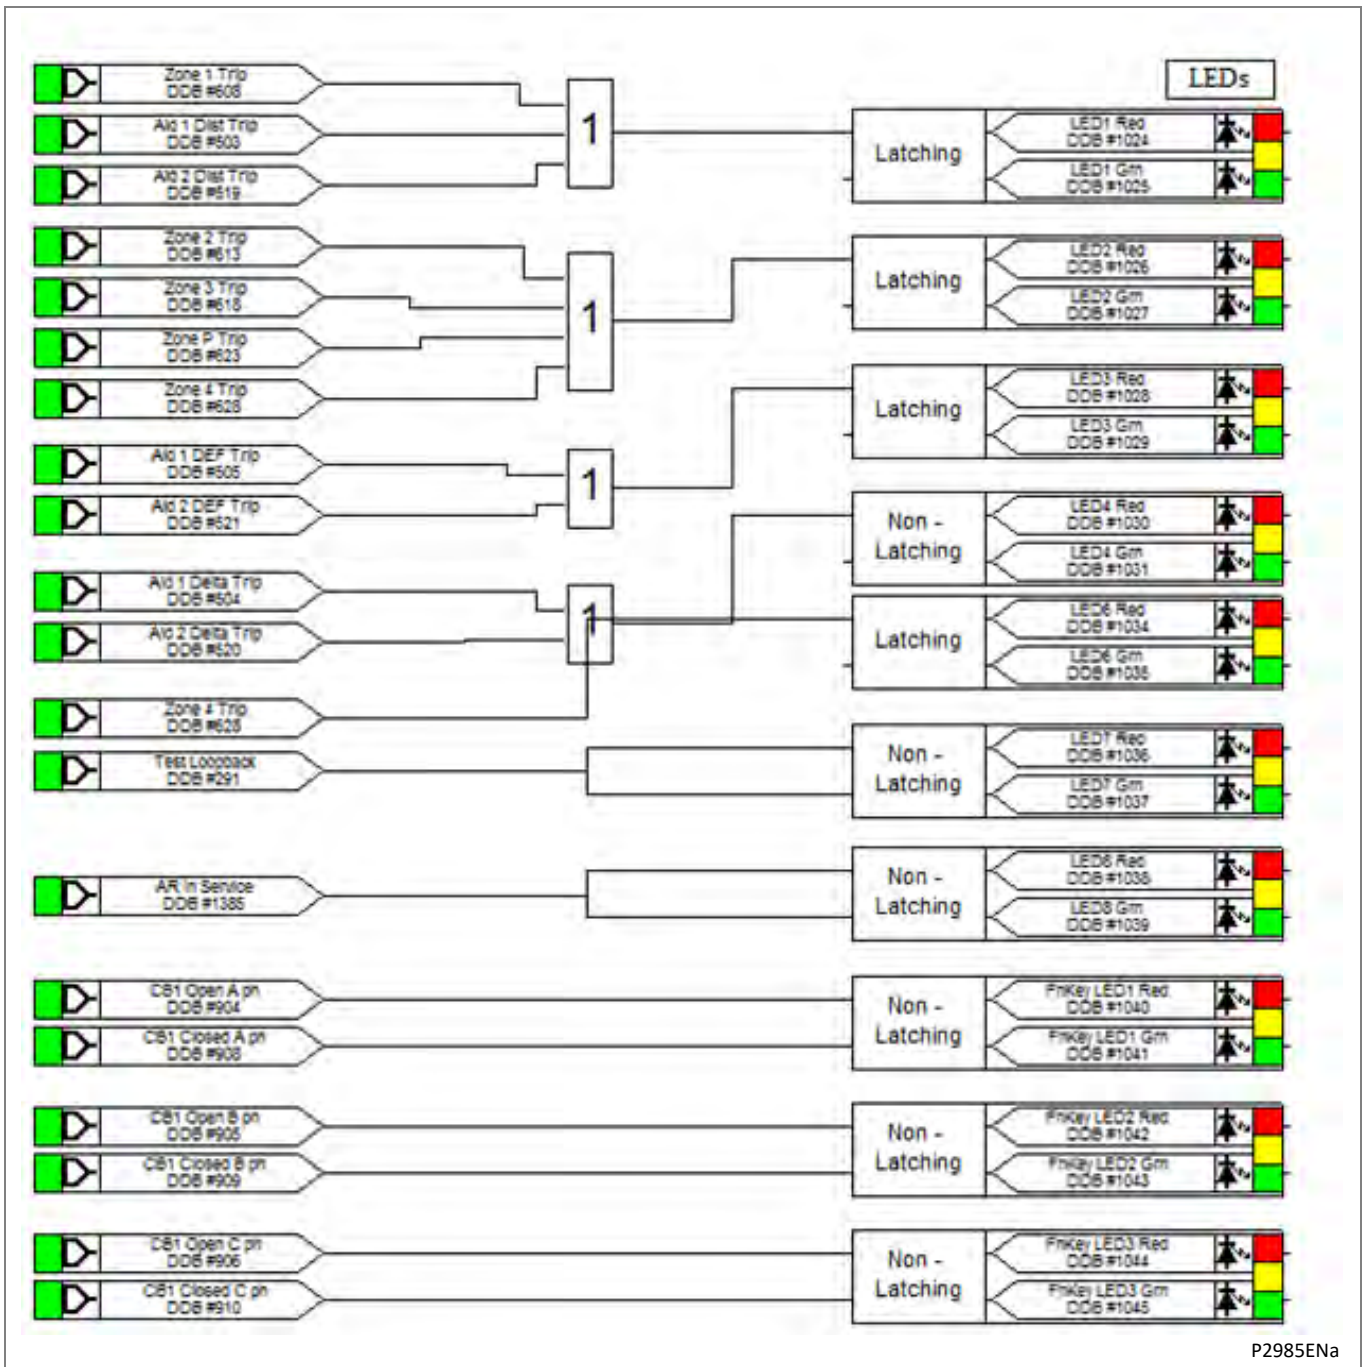 LEDs
Zone 1 Trip
DDB #608
Aid 1 Dist Trip
DDB #503
Aid 2 Dist Trip
DDB #519
1
Latching
LED1 Red
DDB #1024
LED1 Grn
DDB #1025
Zone 2 Trip
DDB #613
Zone 3 Trip
DDB #618
Zone P Trip
DDB #623
Zone 4 Trip
DDB #628
1
Latching
LED2 Red
DDB #1026
LED2 Grn
DDB #1027
Aid 1 DEF Trip
DDB #505
Aid 2 DEF Trip
DDB #521
1
Latching
LED3 Red
DDB #1028
LED3 Grn
DDB #1029
Aid 1 Delta Trip
DDB #504
Aid 2 Delta Trip
DDB #520
1
Non -
Latching
LED4 Red
DDB #1030
LED4 Grn
DDB #1031
Zone 4 Trip
DDB #628
Latching
LED6 Red
DDB #1034
LED6 Grn
DDB #1035
Test Loopback
DDB #291
Non -
Latching
LED7 Red
DDB #1036
LED7 Grn
DDB #1037
AR In Service
DDB #1385
Non -
Latching
LED8 Red
DDB #1038
LED8 Grn
DDB #1039
CB1 Open A ph
DDB #904
CB1 Closed A ph
DDB #908
Non -
Latching
FnKey LED1 Red
DDB #1040
FnKey LED1 Grn
DDB #1041
CB1 Open B ph
DDB #905
CB1 Closed B ph
DDB #909
Non -
Latching
FnKey LED2 Red
DDB #1042
FnKey LED2 Grn
DDB #1043
CB1 Open C ph
DDB #906
CB1 Closed C ph
DDB #910
Non -
Latching
FnKey LED3 Red
DDB #1044
FnKey LED3 Grn
DDB #1045
P2985ENa